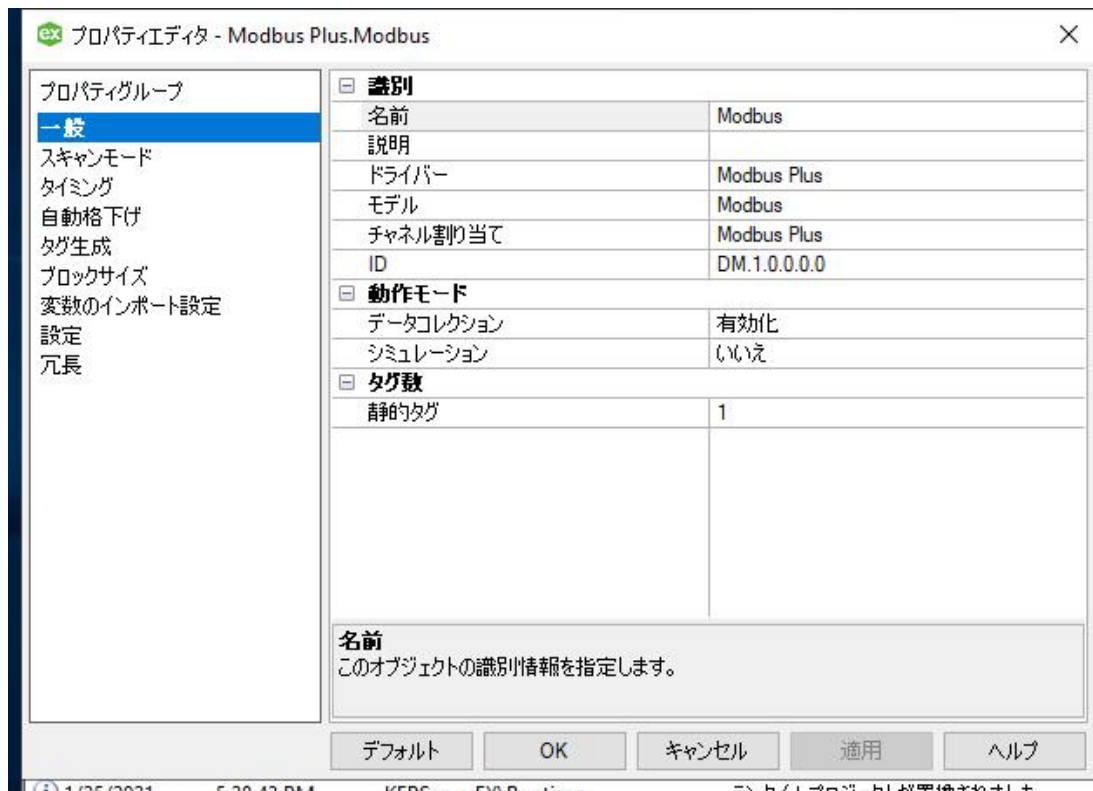 プロパティエディタ - Modbus Plus.Modbus
プロパティグループ
一般
スキャンモード
タイミング
自動格下げ
タグ生成
ブロックサイズ
変数のインポート設定
設定
冗長
識別
名前 Modbus
説明
ドライバー Modbus Plus
モデル Modbus
チャネル割り当て Modbus Plus
ID DM.1.0.0.0.0
動作モード
データコレクション 有効化
シミュレーション いいえ
タグ数
静的タグ 1
名前
このオブジェクトの識別情報を指定します。
デフォルト OK キャンセル 適用 ヘルプ